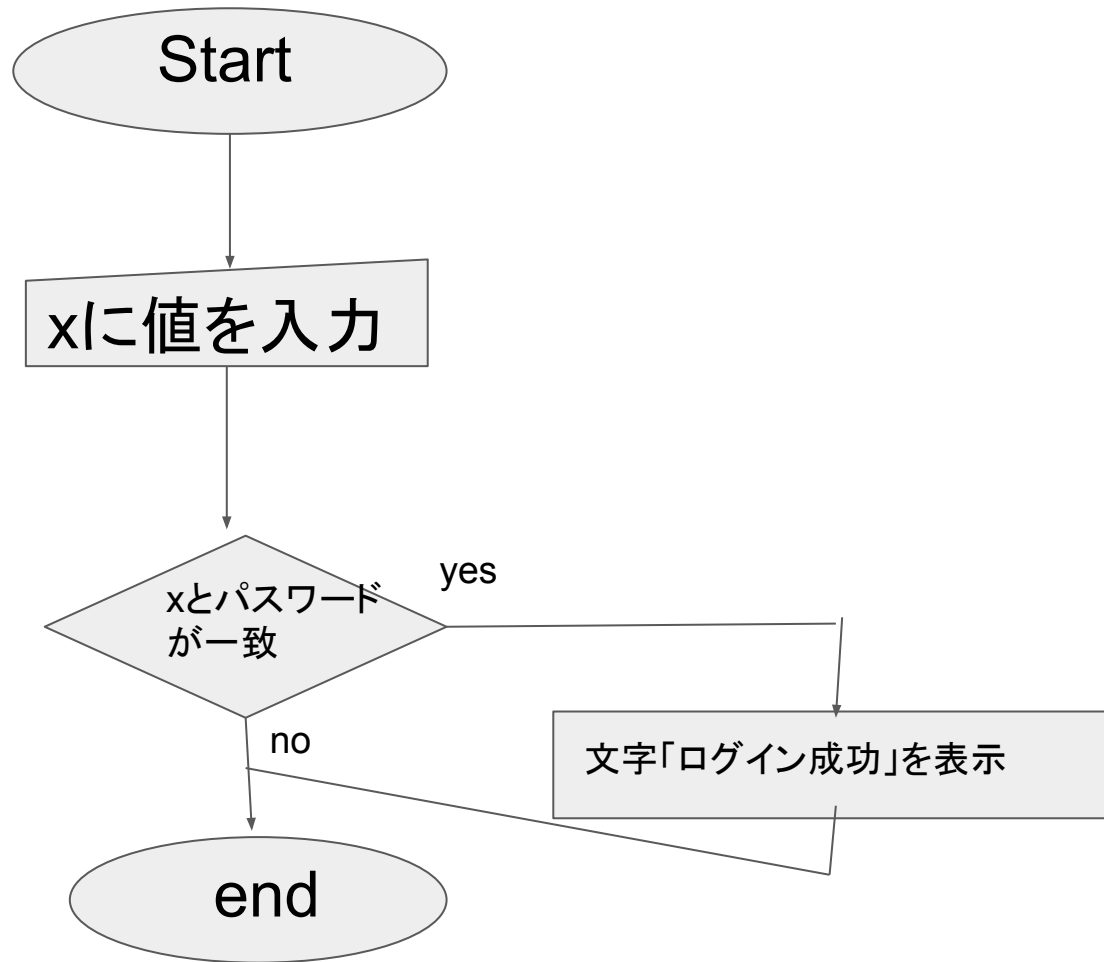 Start
xに値を入力
xとパスワード
が一致
yes
no
文字「ログイン成功」を表示
end